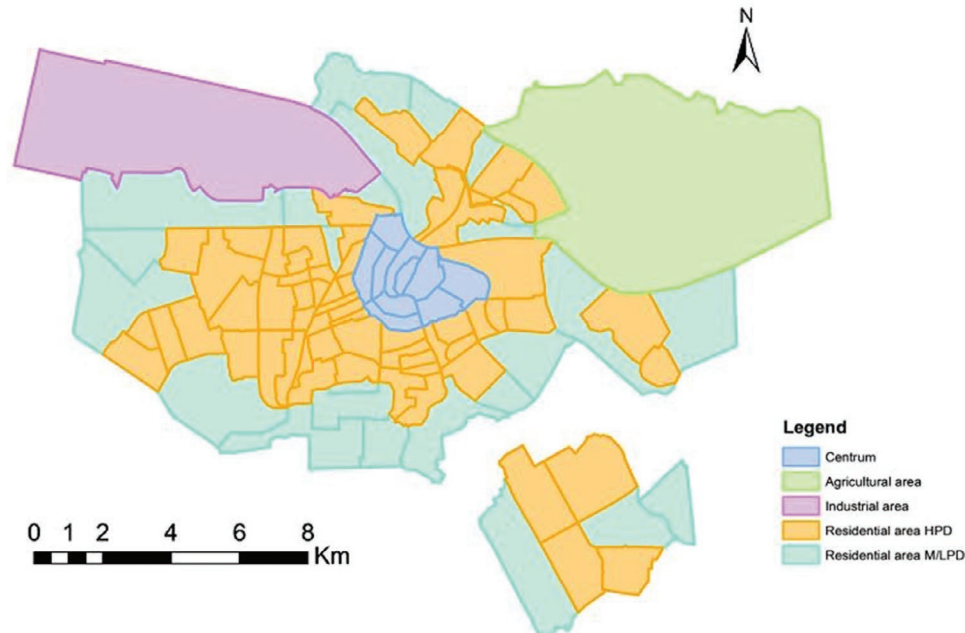 N
Legend
Centrum
Agricultural area
Industrial area
Residential area HPD
Residential area M/LPD
0 1 2 4 6 8
Km